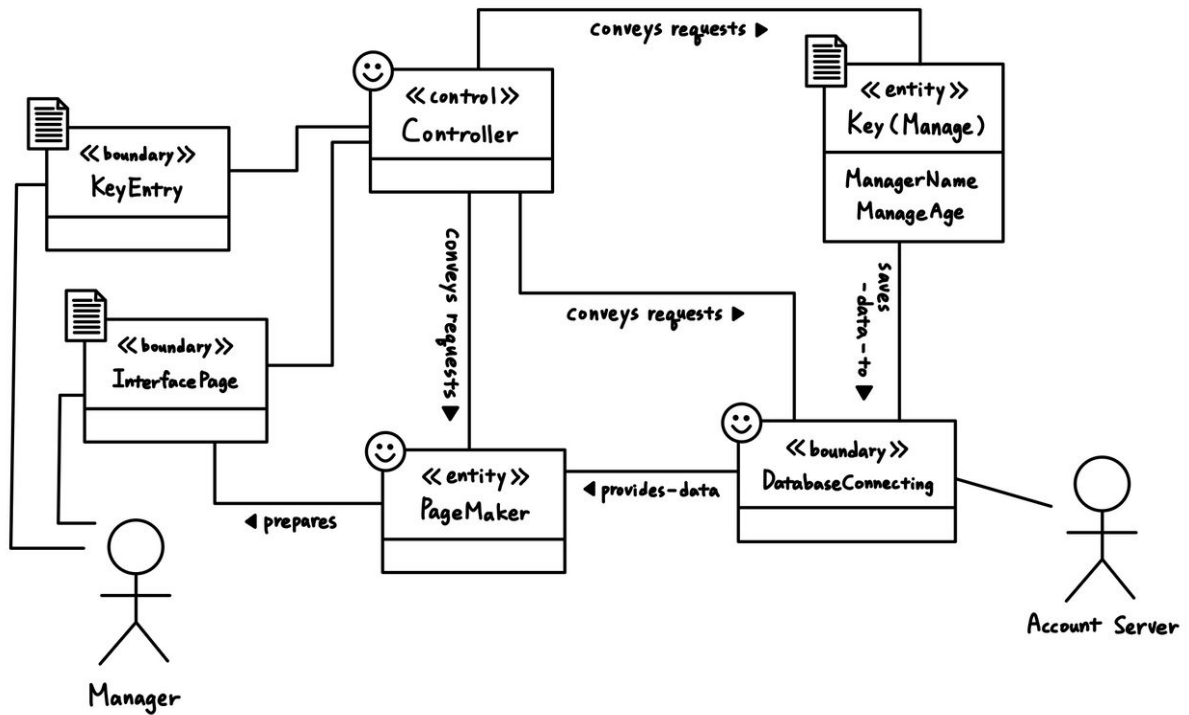 conveys requests ▶
«control»
Controller
«entity»
Key (Manage)
ManagerName
ManageAge
«boundary»
KeyEntry
«boundary»
InterfacePage
conveys requests ▶
conveys requests ▶
saves
-data-to ▶
«entity»
PageMaker
◀ prepares
◀ provides-data
«boundary»
DatabaseConnecting
Manager
Account Server